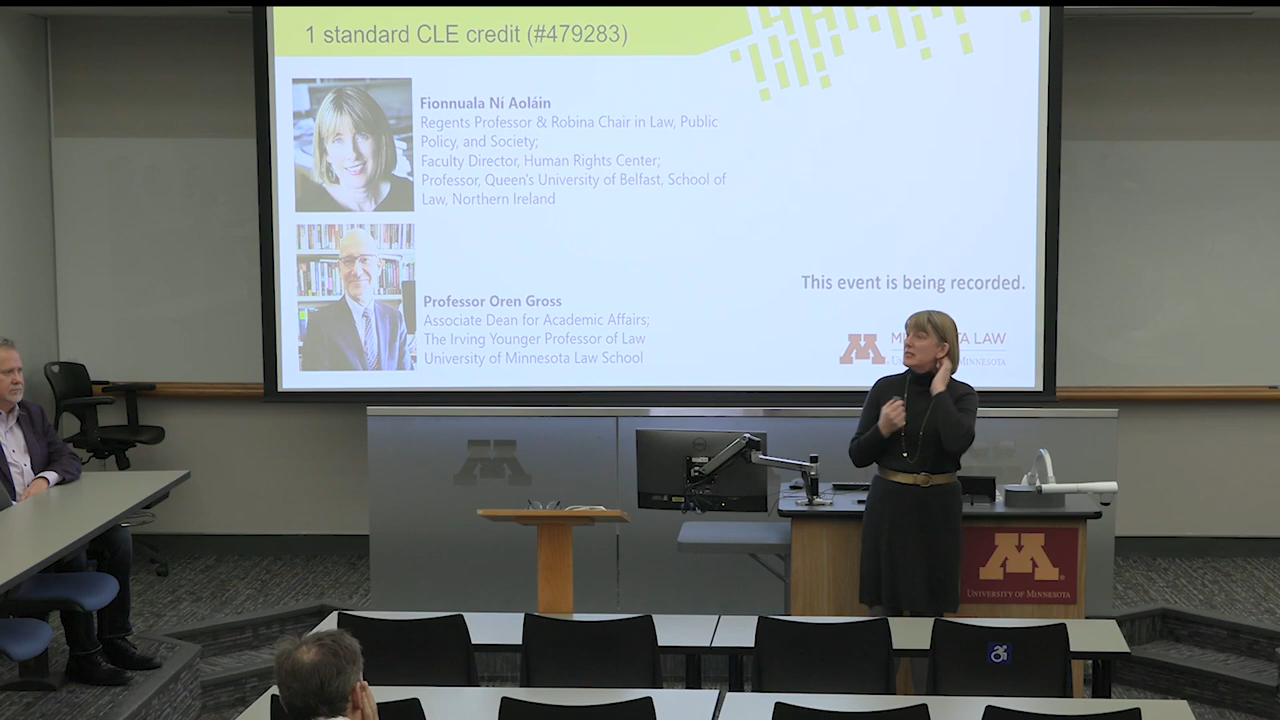 1 standard CLE credit (#479283)
Fionnuala Ní Aoláin
Regents Professor & Robina Chair in Law, Public
Policy, and Society;
Faculty Director, Human Rights Center;
Professor, Queen's University of Belfast, School of
Law, Northern Ireland
Professor Oren Gross
Associate Dean for Academic Affairs;
The Irving Younger Professor of Law
University of Minnesota Law School
This event is being recorded.
LAW
DELL
UNIVERSITY OF MINNESOTA